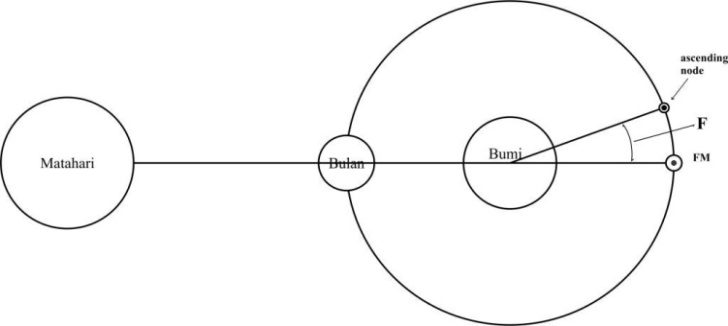 ascending
node
F
Bumi
FM
Matahari
Bulan